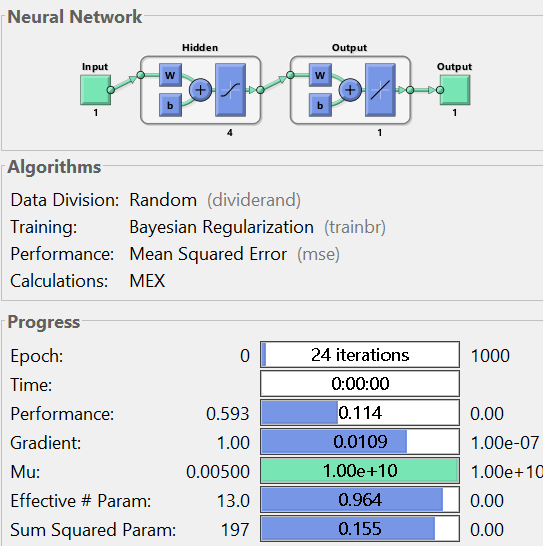 Neural Network
Hidden Output
Input W b + W b + Output
1 4 1 1
Algorithms
Data Division: Random (dividerand)
Training: Bayesian Regularization (trainbr)
Performance: Mean Squared Error (mse)
Calculations: MEX
Progress
Epoch: 0 24 iterations 1000
Time: 0:00:00
Performance: 0.593 0.114 0.00
Gradient: 1.00 0.0109 1.00e-07
Mu: 0.00500 1.00e+10 1.00e+10
Effective # Param: 13.0 0.964 0.00
Sum Squared Param: 197 0.155 0.00